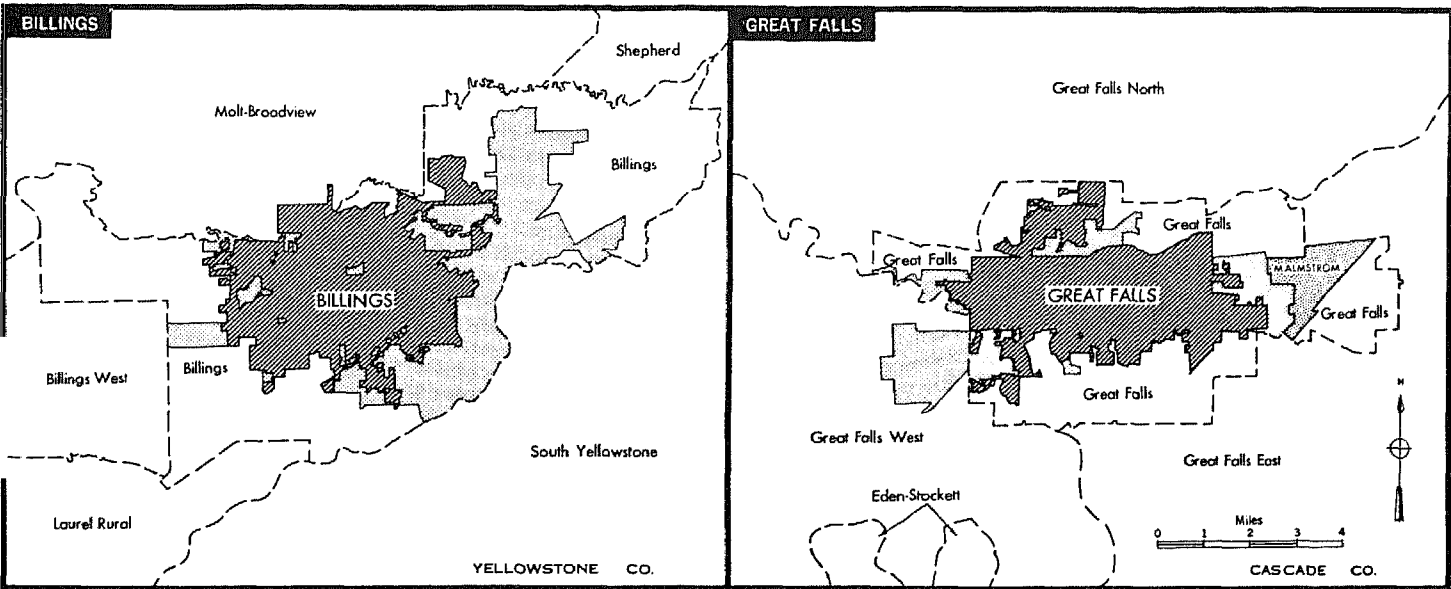 BILLINGS
Shepherd
Molt-Broadview
Billings
BILLINGS
Billings West
Billings
South Yellowstone
Laurel Rural
YELLOWSTONE CO.
GREAT FALLS
Great Falls North
Great Falls
Great Falls
MALMSTROM
GREAT FALLS
Great Falls
Great Falls
N
Great Falls West
Great Falls East
Eden-Stockett
Miles
0 1 2 3 4
CASCADE CO.